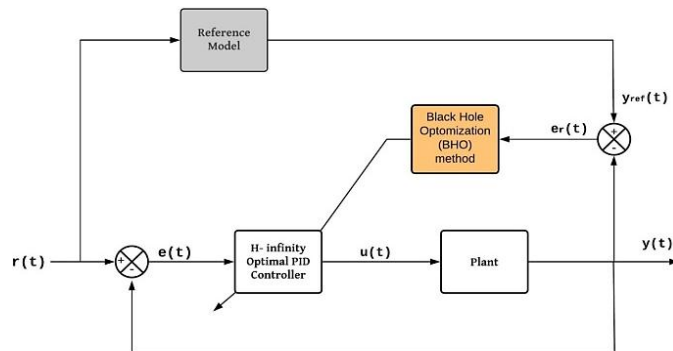 Reference
Model
yref(t)
Black Hole
Optomization
(BHO)
method
er(t)
+
-
r(t)
+
-
e(t)
H- infinity
Optimal PID
Controller
u(t)
Plant
y(t)